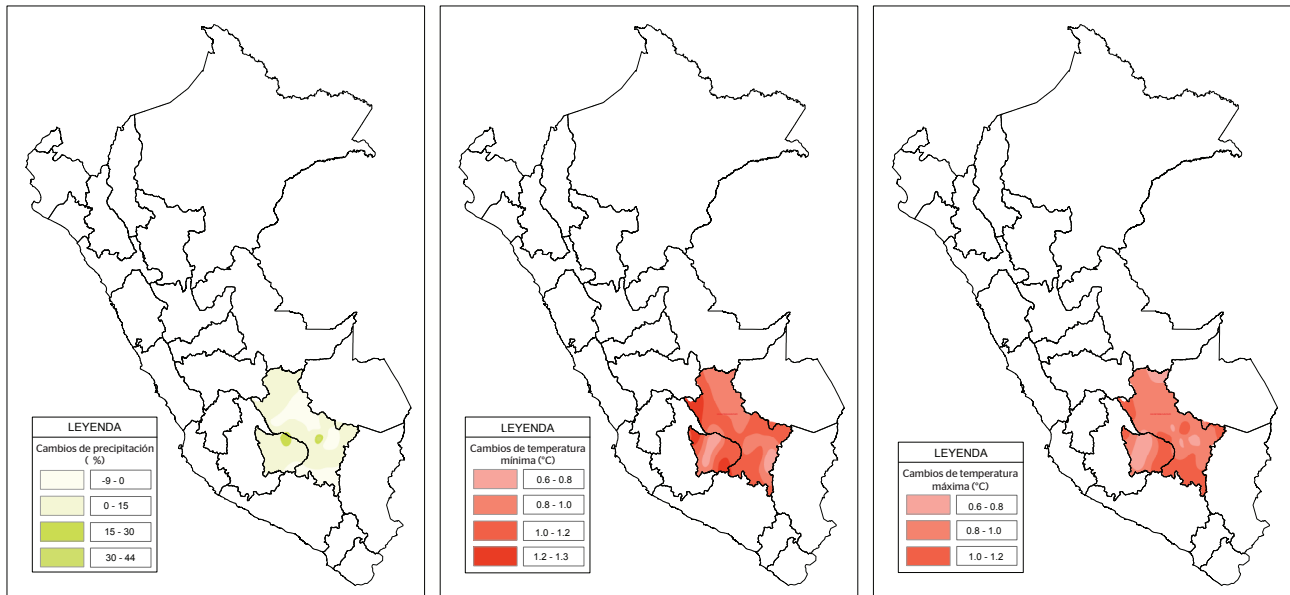 LEYENDA
Cambios de precipitación
( %)
-9 - 0
0 - 15
15 - 30
30 - 44
LEYENDA
Cambios de temperatura
mínima (°C)
0.6 - 0.8
0.8 - 1.0
1.0 - 1.2
1.2 - 1.3
LEYENDA
Cambios de temperatura
máxima (°C)
0.6 - 0.8
0.8 - 1.0
1.0 - 1.2